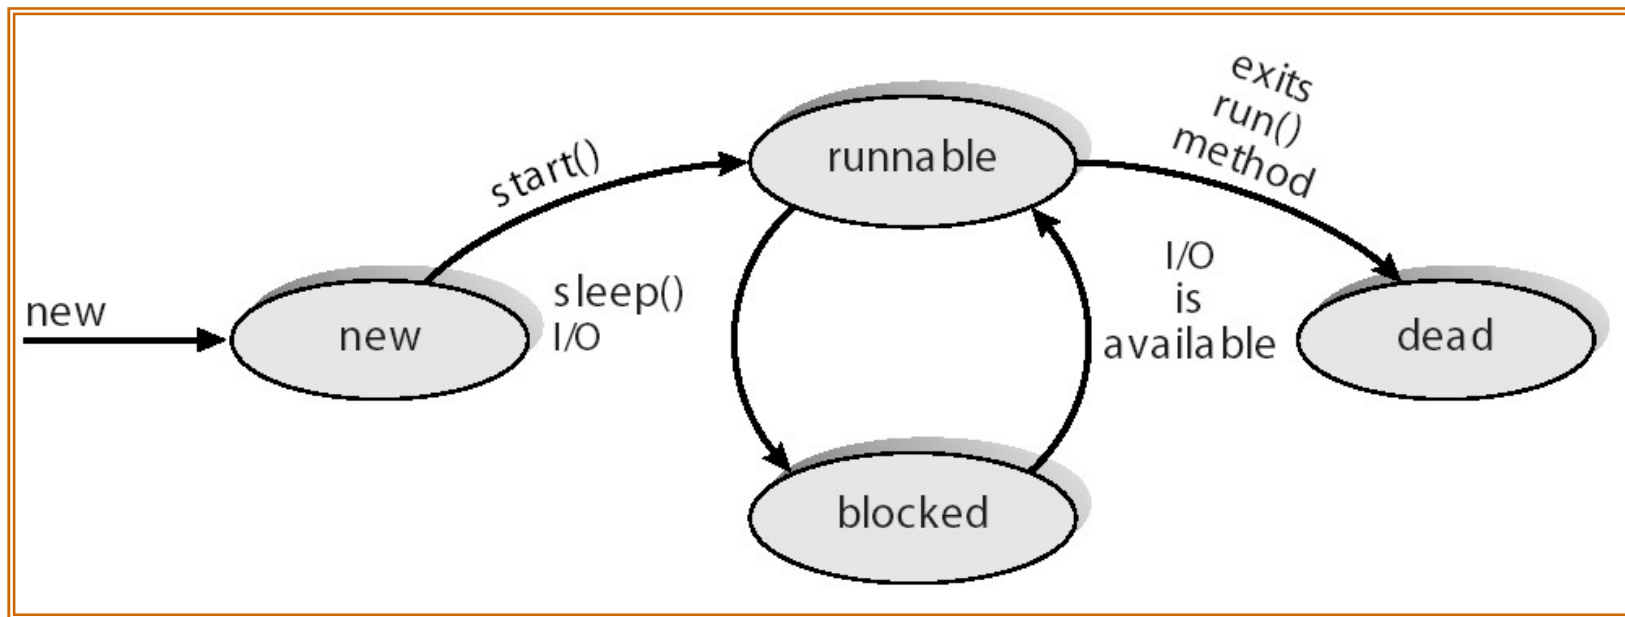 new
new
start()
sleep()
I/O
runnable
blocked
I/O
is
available
exits
run()
method
dead